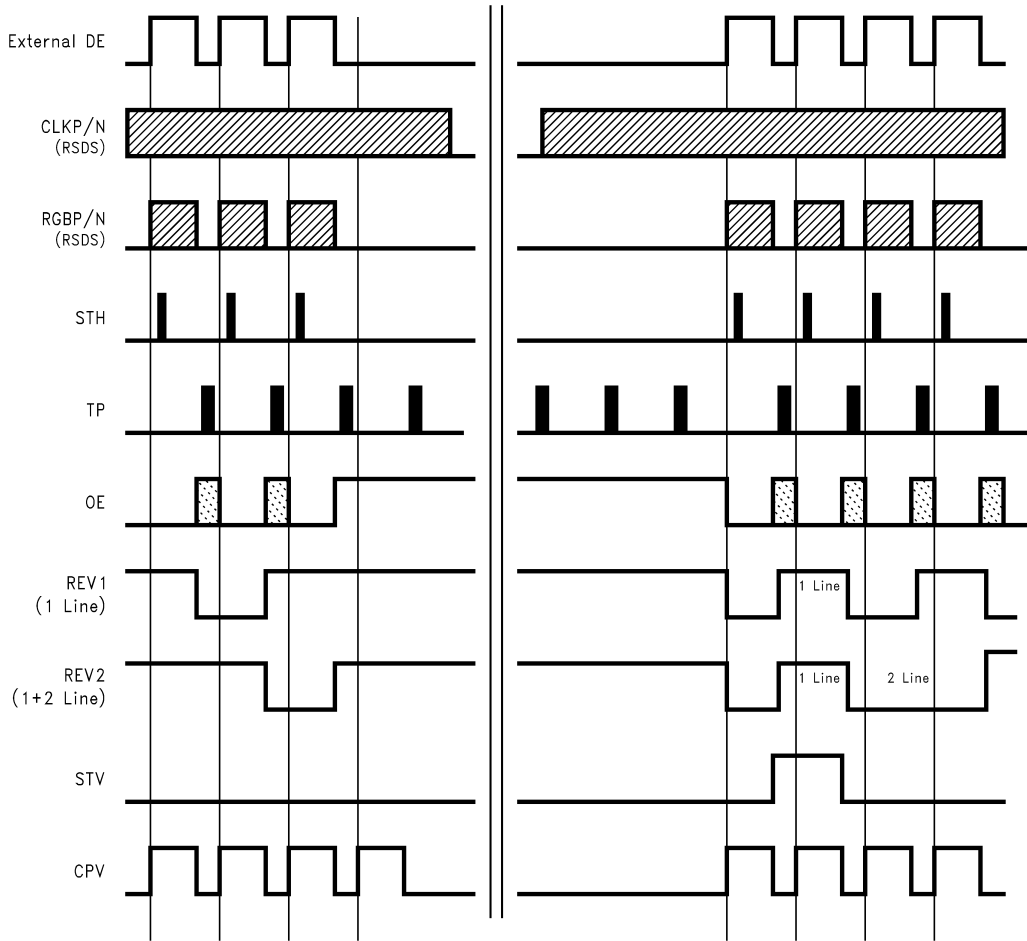 External DE
CLKP/N
(RSDS)
RGBP/N
(RSDS)
STH
TP
OE
REV1
(1 Line)
1 Line
REV2
(1+2 Line)
1 Line
2 Line
STV
CPV